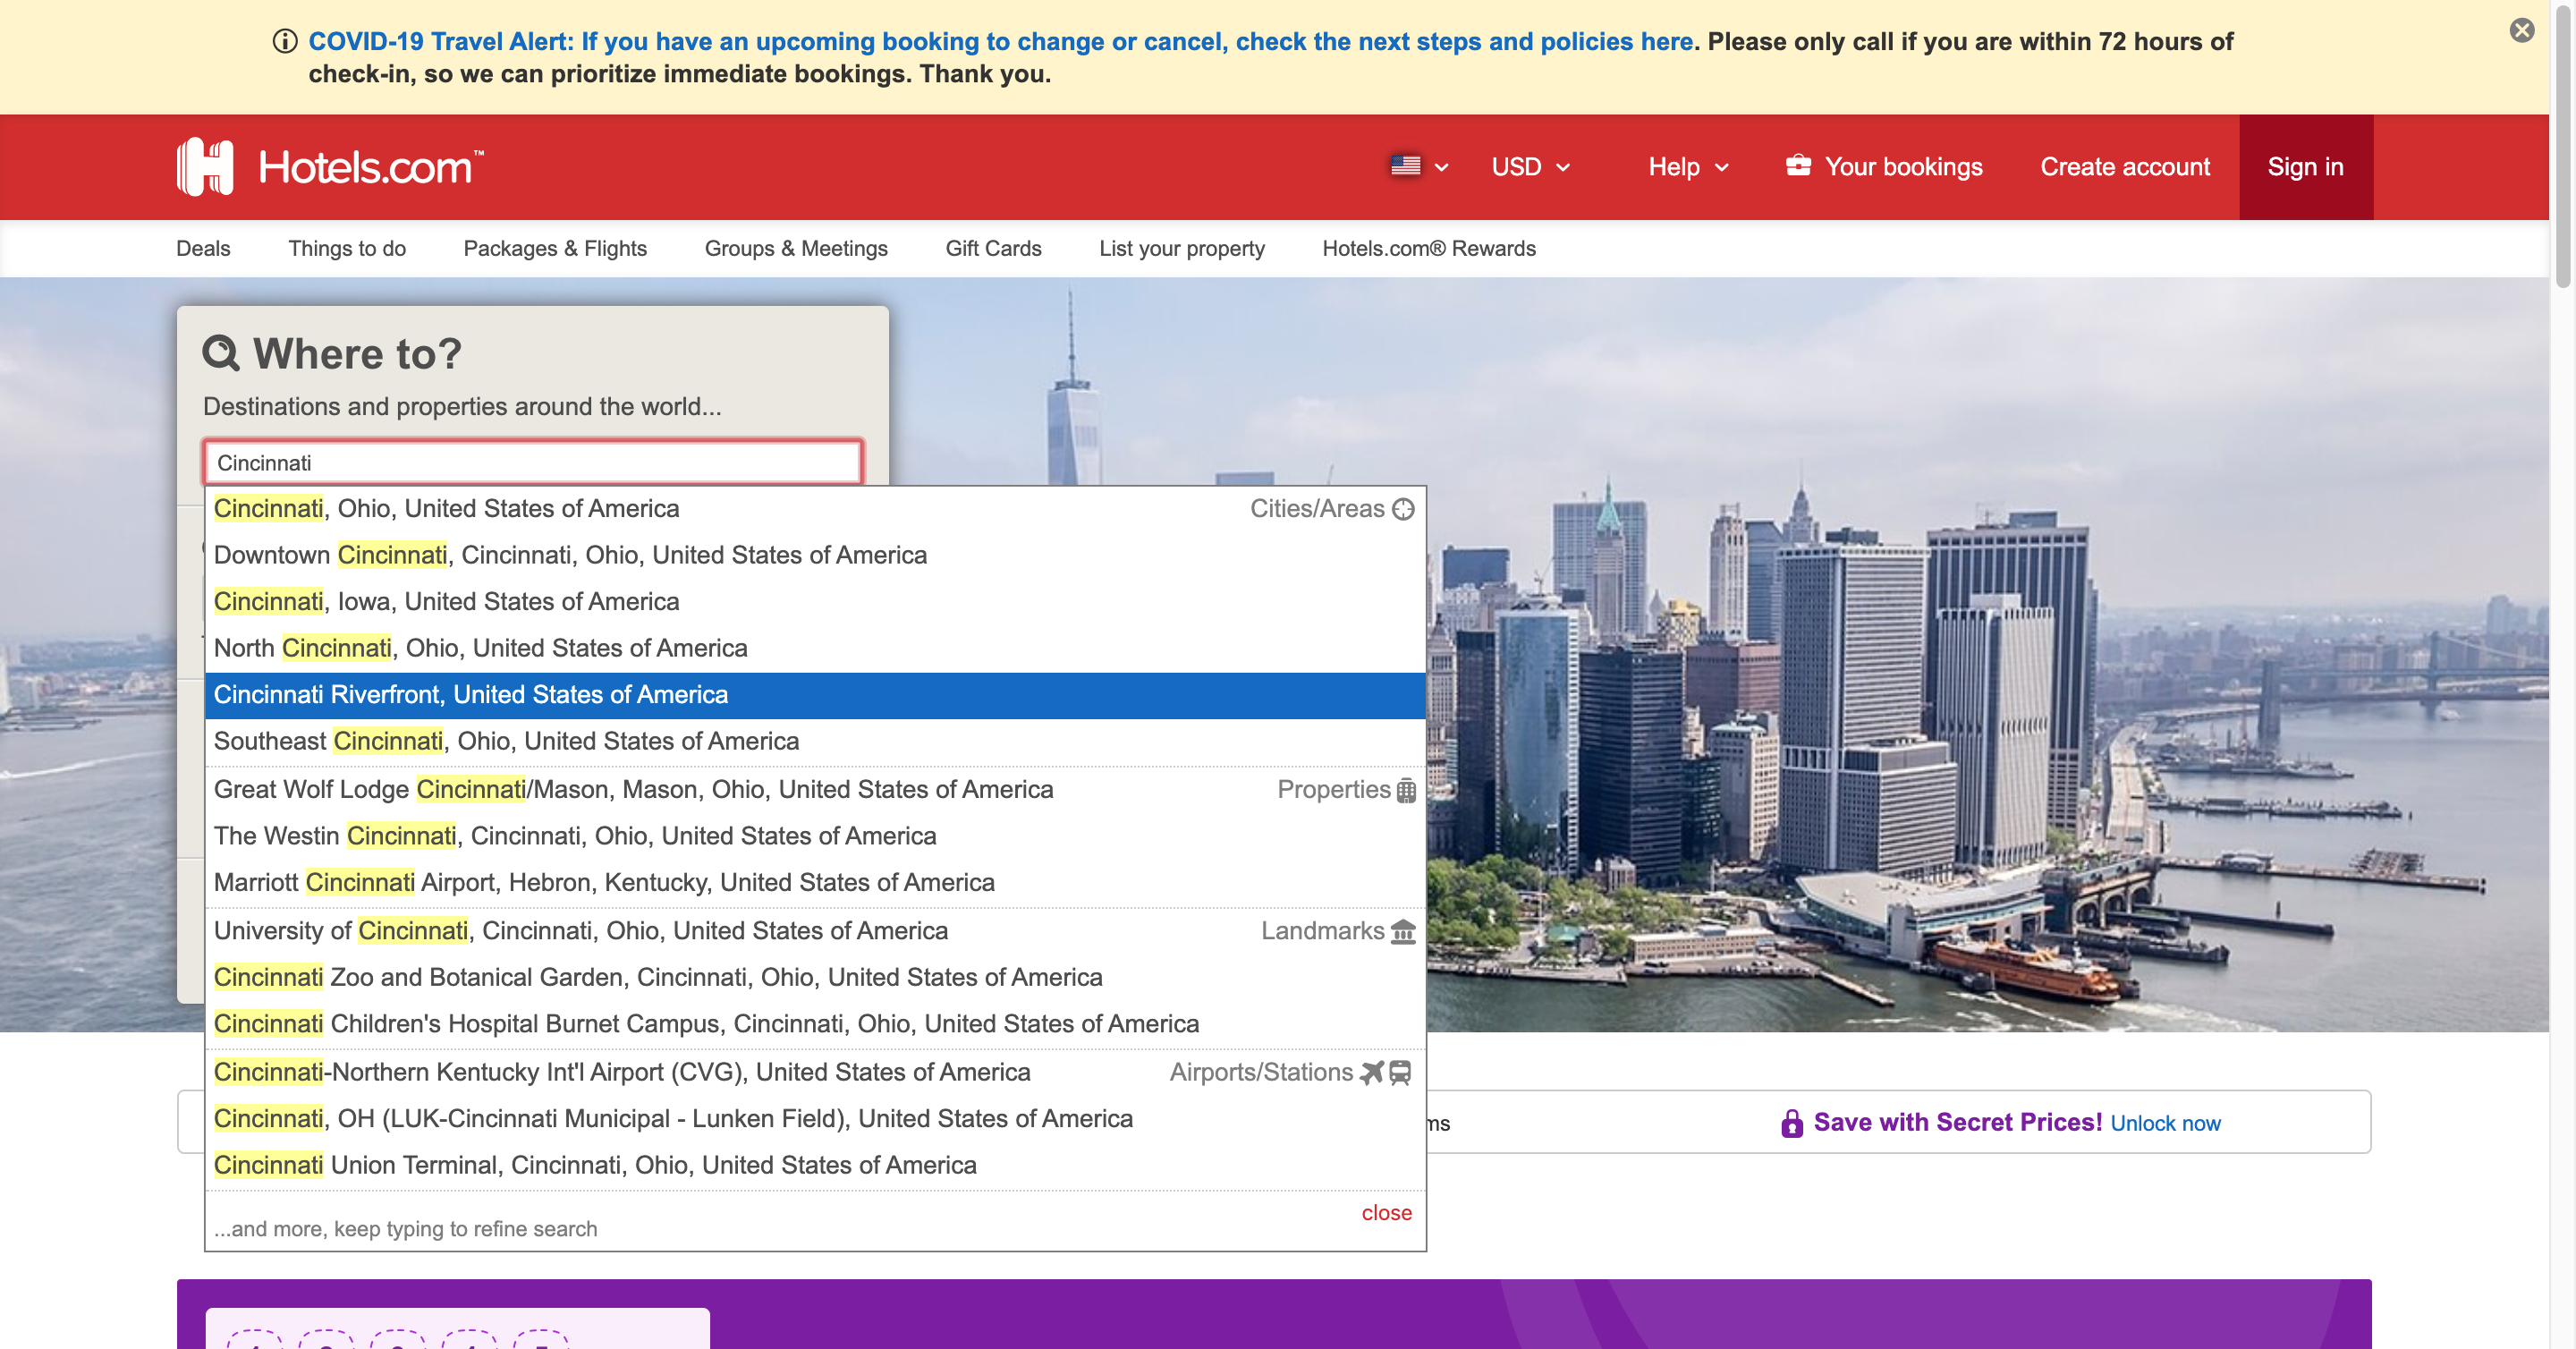 COVID-19 Travel Alert: If you have an upcoming booking to change or cancel, check the next steps and policies here. Please only call if you are within 72 hours of
check-in, so we can prioritize immediate bookings. Thank you.
Hotels.com™
USD
Help
Your bookings
Create account
Sign in
Deals
Things to do
Packages & Flights
Groups & Meetings
Gift Cards
List your property
Hotels.com® Rewards
Where to?
Destinations and properties around the world...
Cincinnati
Cincinnati, Ohio, United States of America
Cities/Areas
Downtown Cincinnati, Cincinnati, Ohio, United States of America
Cincinnati, Iowa, United States of America
North Cincinnati, Ohio, United States of America
Cincinnati Riverfront, United States of America
Southeast Cincinnati, Ohio, United States of America
Great Wolf Lodge Cincinnati/Mason, Mason, Ohio, United States of America
Properties
The Westin Cincinnati, Cincinnati, Ohio, United States of America
Marriott Cincinnati Airport, Hebron, Kentucky, United States of America
University of Cincinnati, Cincinnati, Ohio, United States of America
Landmarks
Cincinnati Zoo and Botanical Garden, Cincinnati, Ohio, United States of America
Cincinnati Children's Hospital Burnet Campus, Cincinnati, Ohio, United States of America
Cincinnati-Northern Kentucky Int'l Airport (CVG), United States of America
Airports/Stations
Cincinnati, OH (LUK-Cincinnati Municipal - Lunken Field), United States of America
Cincinnati Union Terminal, Cincinnati, Ohio, United States of America
...and more, keep typing to refine search
close
ms
Save with Secret Prices! Unlock now